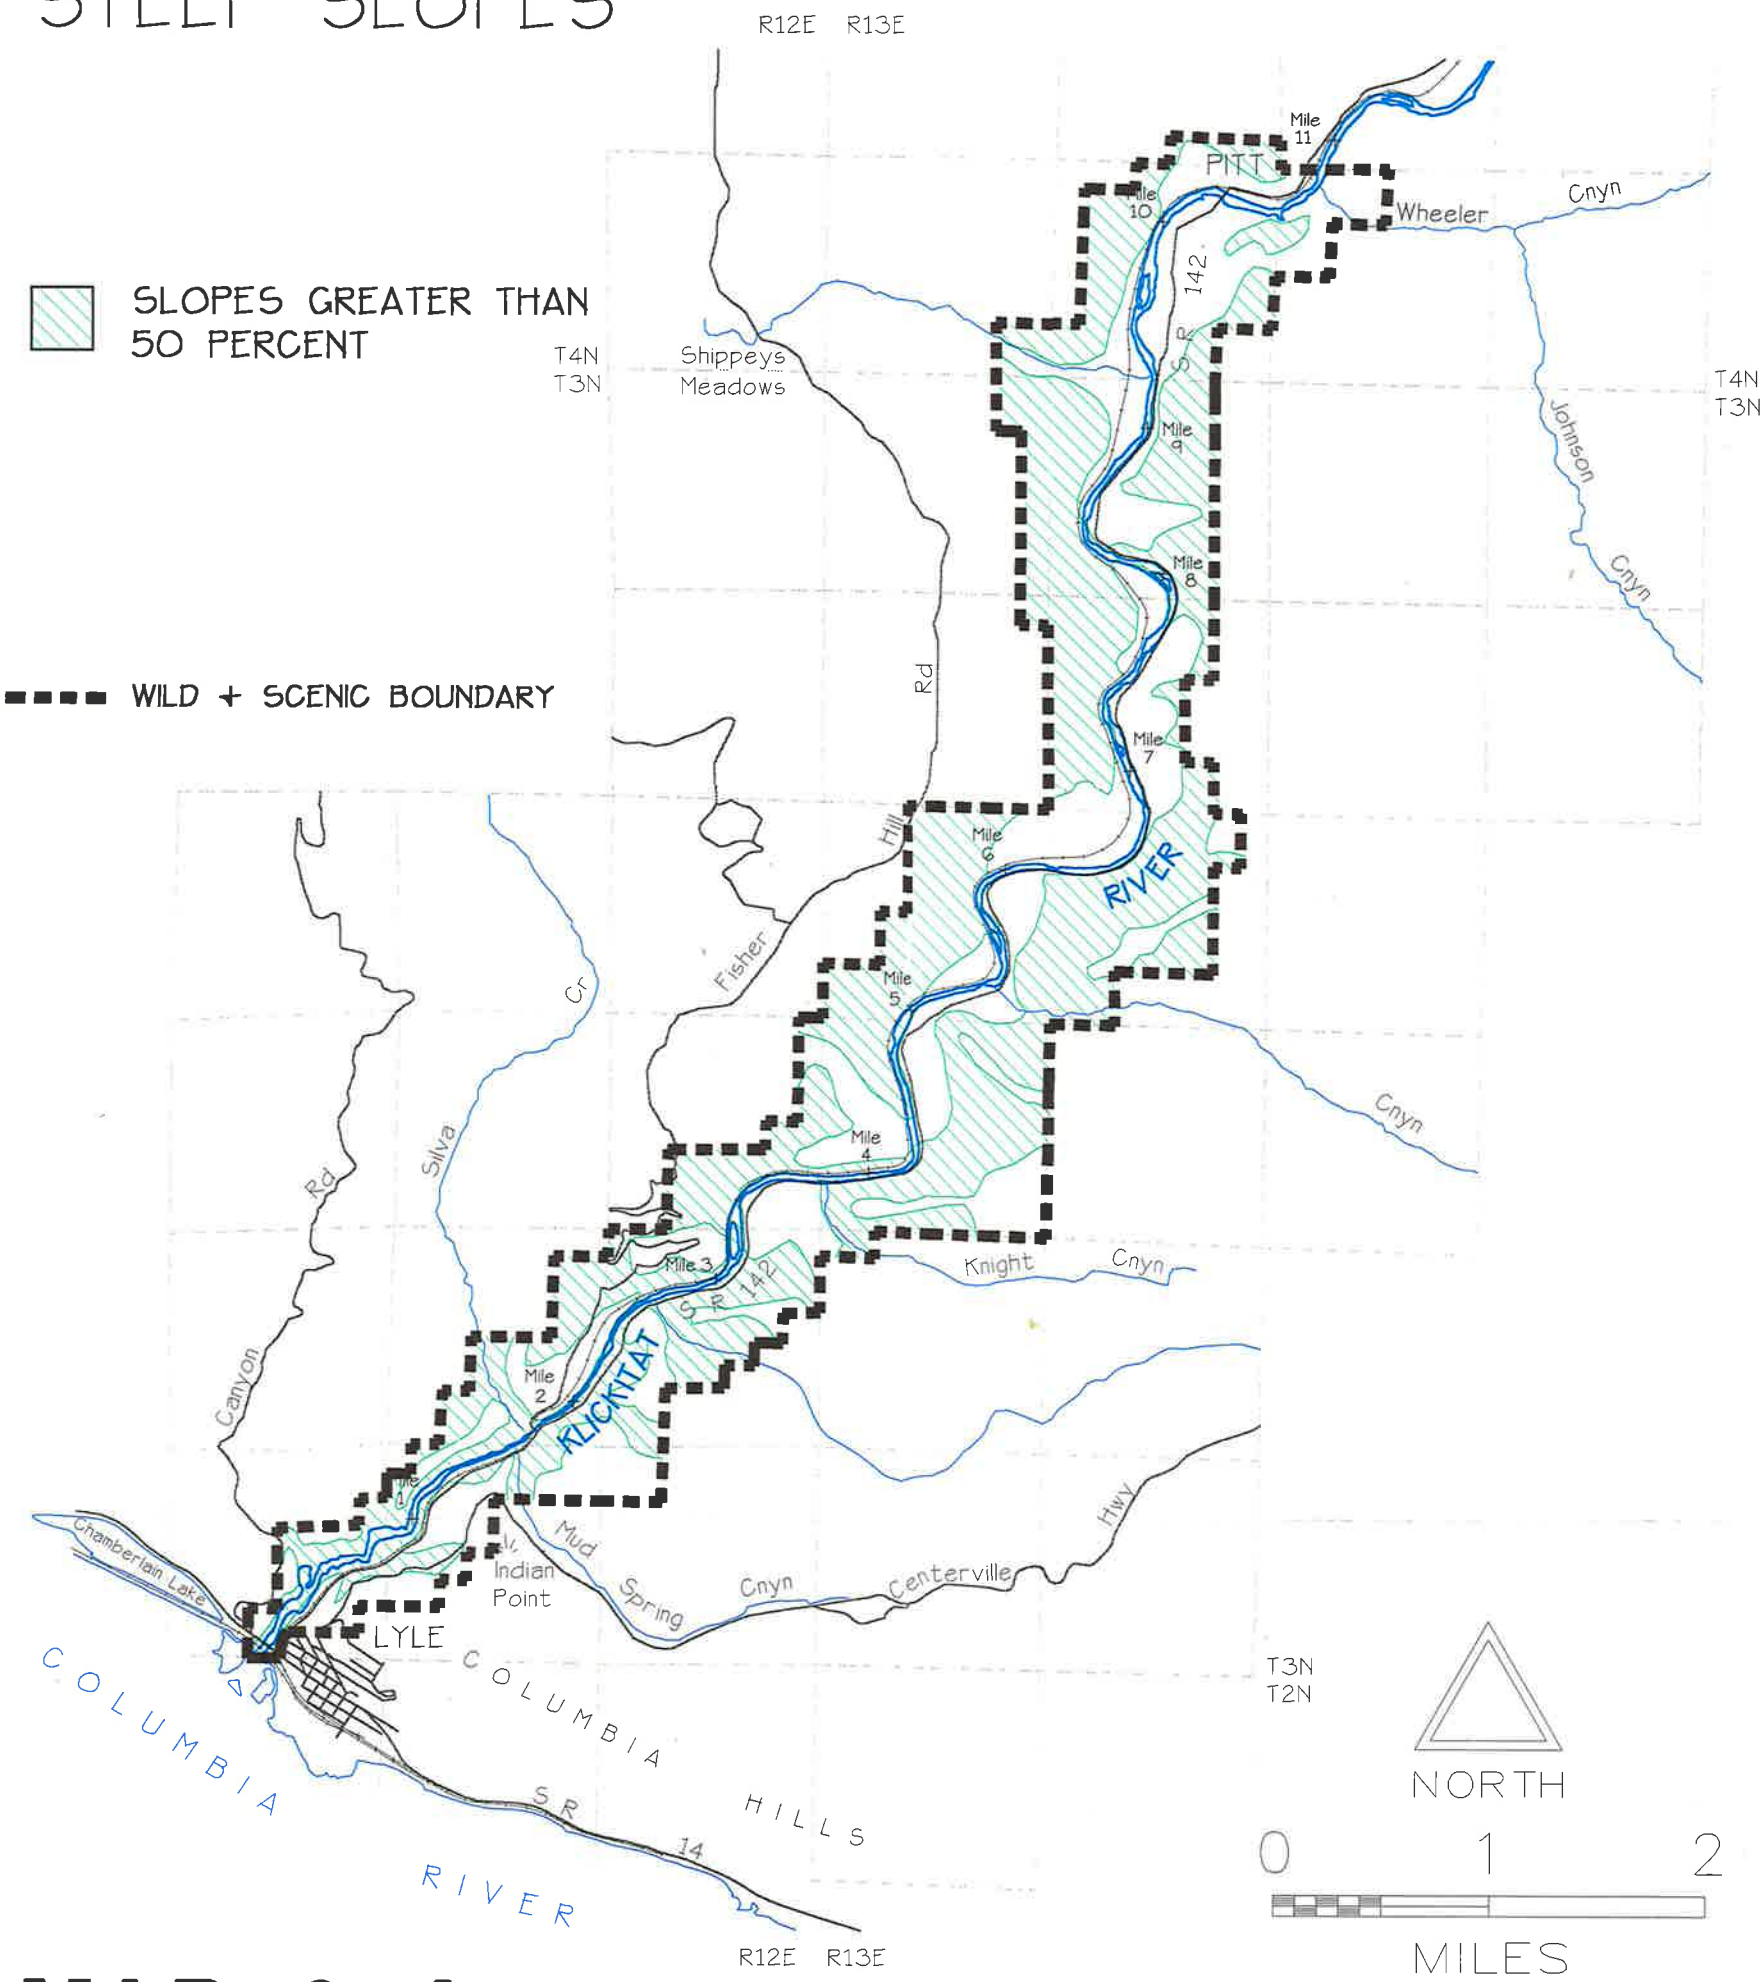 STEEP SLOPES
R12E R13E
Mile
11
PITT
Mile
10
Wheeler
Cnyn
SLOPES GREATER THAN
50 PERCENT
142
S R
T4N
T3N
Shippeys
Meadows
T4N
T3N
Johnson
Cnyn
Mile
9
Mile
8
Rd
WILD + SCENIC BOUNDARY
Mile
7
Hill
Mile
6
RIVER
Fisher
Cr
Mile
5
Cnyn
Silva
Mile
4
Rd
Knight
Cnyn
Mile 3
S R 142
KLICKITAT
Mile
2
Canyon
1
Hwy
Chamberlain Lake
Mud
Spring
Cnyn
Centerville
Indian
Point
LYLE
COLUMBIA
HILLS
COLUMBIA
RIVER
S R
14
T3N
T2N
NORTH
0 1 2
MILES
R12E R13E